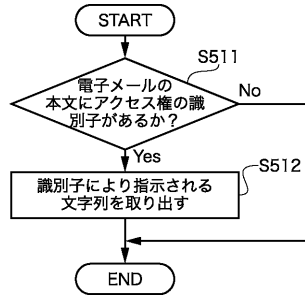 START
S511
電子メールの
本文にアクセス権の識
別子があるか？
No
Yes
S512
識別子により指示される
文字列を取り出す
END